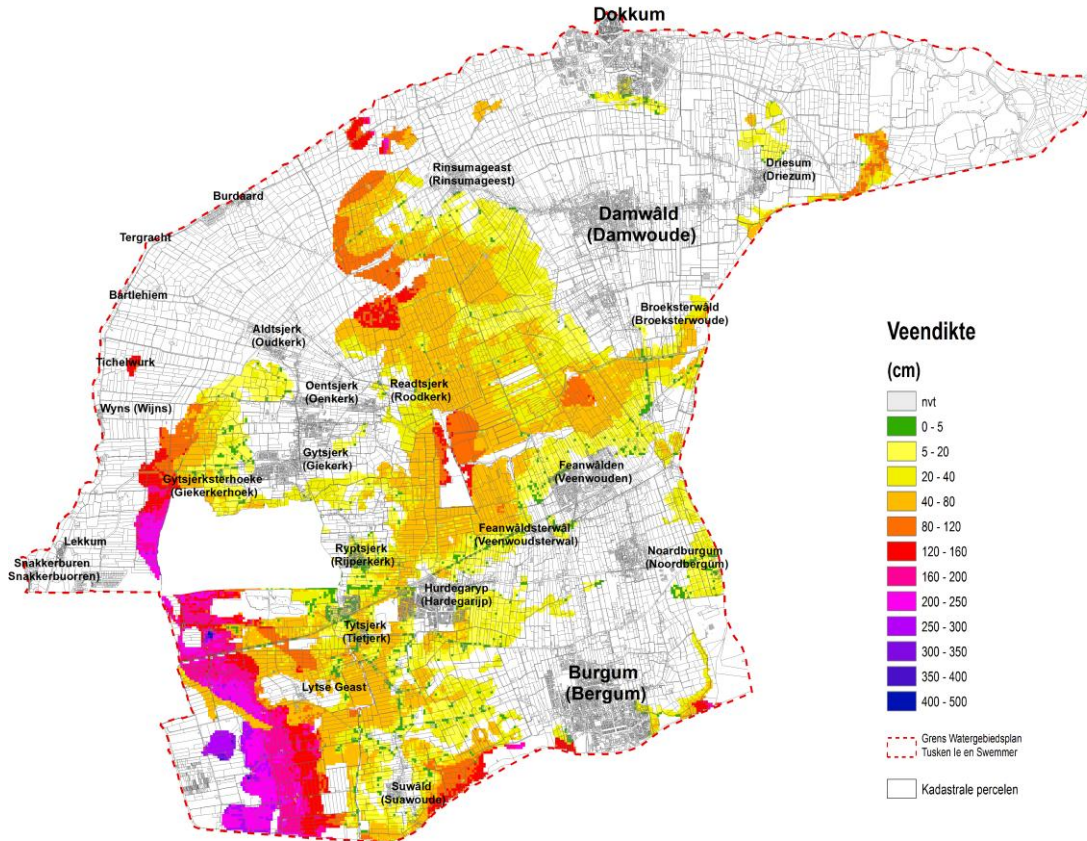 Dokkum
Driesum
(Driezum)
Rinsumageast
(Rinsumageest)
Burdaard
Damwâld
(Damwoude)
Tergracht
Bartlehiem
Broeksterwâld
(Broeksterwoude)
Aldtsjerk
(Oudkerk)
Tichelwurk
Oentsjerk
(Oenkerk)
Readtsjerk
(Roodkerk)
Wyns (Wijns)
Gytsjerk
(Giekerk)
Feanwâlden
(Veenwouden)
Gytsjerksterhoeke
(Giekerkerhoek)
Feanwâldsterwâl
(Veenwoudsterwal)
Lekkum
Snakkerburen
Snakkerbuorren)
Ryptsjerk
(Rijperkerk)
Noardburgum
(Noordbergum)
Hurdegaryp
(Hardegarijp)
Tytsjerk
(Tietjerk)
Lytse Geast
Burgum
(Bergum)
Suwâld
(Suawoude)
Veendikte
(cm)
nvt
0 - 5
5 - 20
20 - 40
40 - 80
80 - 120
120 - 160
160 - 200
200 - 250
250 - 300
300 - 350
350 - 400
400 - 500
Grens Watergebiedsplan
Tusken Ie en Swemmer
Kadastrale percelen